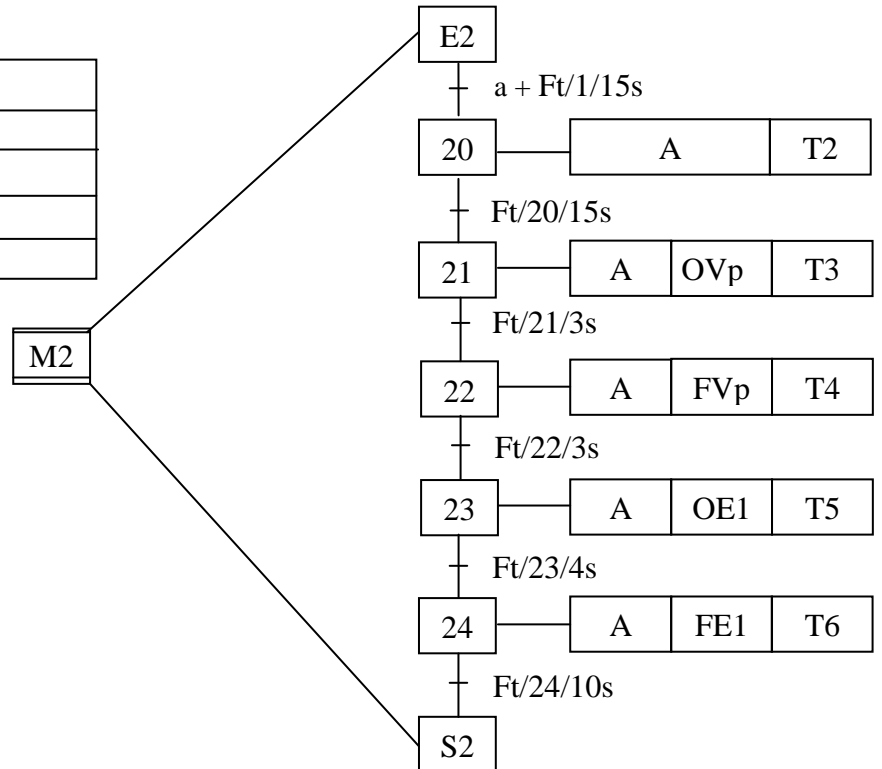 E2
a + Ft/1/15s
20 A T2
Ft/20/15s
21 A OVp T3
Ft/21/3s
M2
22 A FVp T4
Ft/22/3s
23 A OE1 T5
Ft/23/4s
24 A FE1 T6
Ft/24/10s
S2